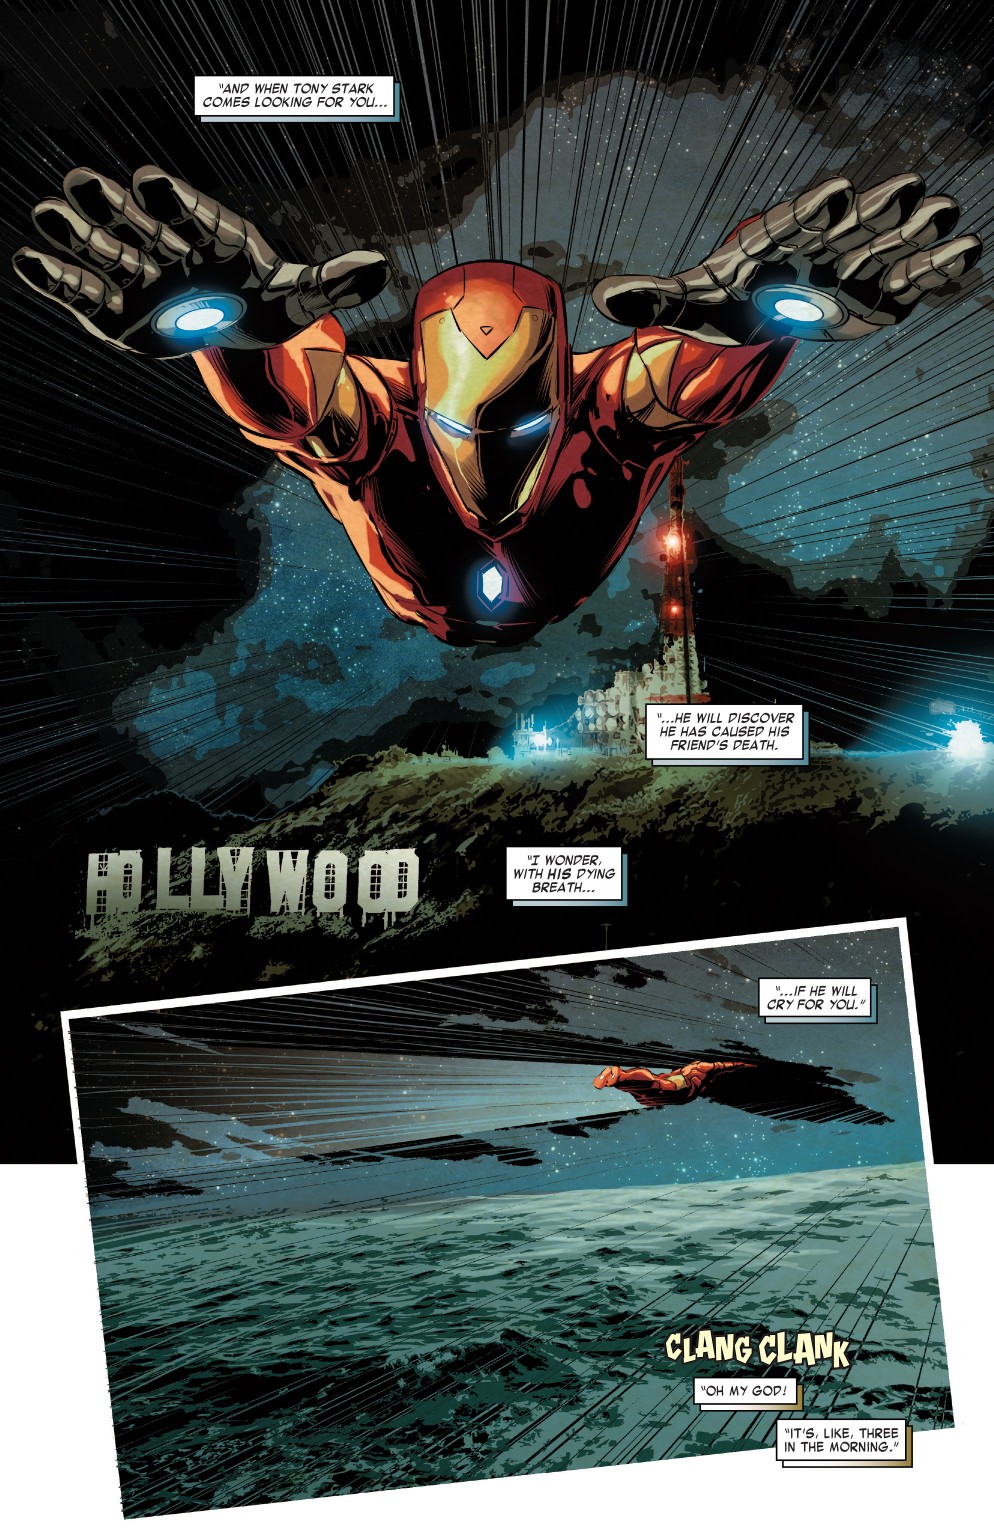 "AND WHEN TONY STARK
COMES LOOKING FOR YOU...
"...HE WILL DISCOVER
HE HAS CAUSED HIS
FRIEND'S DEATH.
HOLLYWOOD
"I WONDER,
WITH HIS DYING
BREATH...
"...IF HE WILL
CRY FOR YOU."
CLANG CLANK
"OH MY GOD!
"IT'S, LIKE, THREE
IN THE MORNING."